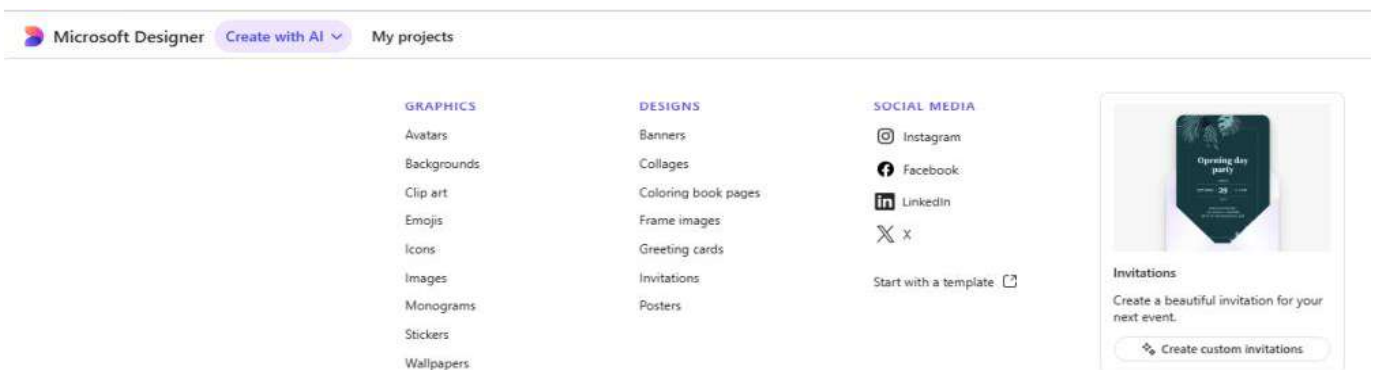 Microsoft Designer Create with AI My projects
GRAPHICS
Avatars
Backgrounds
Clip art
Emojis
Icons
Images
Monograms
Stickers
Wallpapers
DESIGNS
Banners
Collages
Coloring book pages
Frame images
Greeting cards
Invitations
Posters
SOCIAL MEDIA
Instagram
Facebook
LinkedIn
X
Start with a template
Opening day
party
28
Invitations
Create a beautiful invitation for your
next event.
Create custom invitations